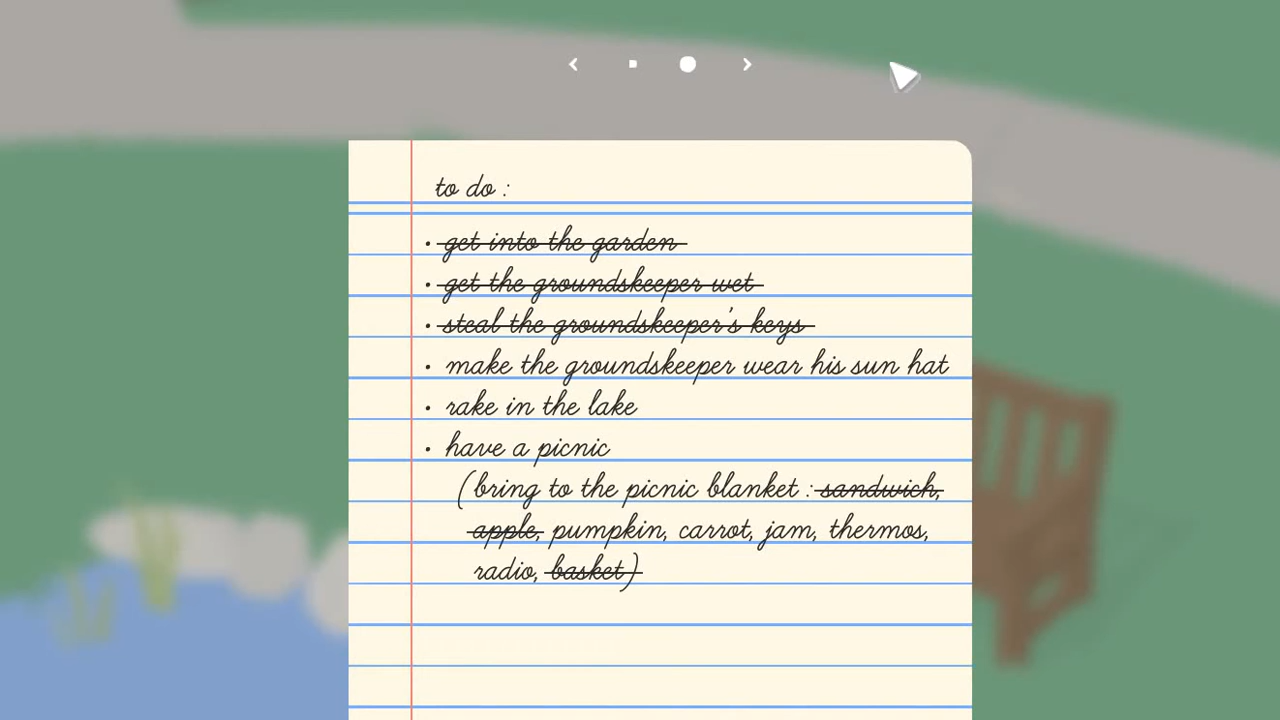 to do :
• get into the garden
• get the groundskeeper wet
• steal the groundskeeper's keys
• make the groundskeeper wear his sun hat
• rake in the lake
• have a picnic
(bring to the picnic blanket : sandwich,
apple, pumpkin, carrot, jam, thermos,
radio, basket)